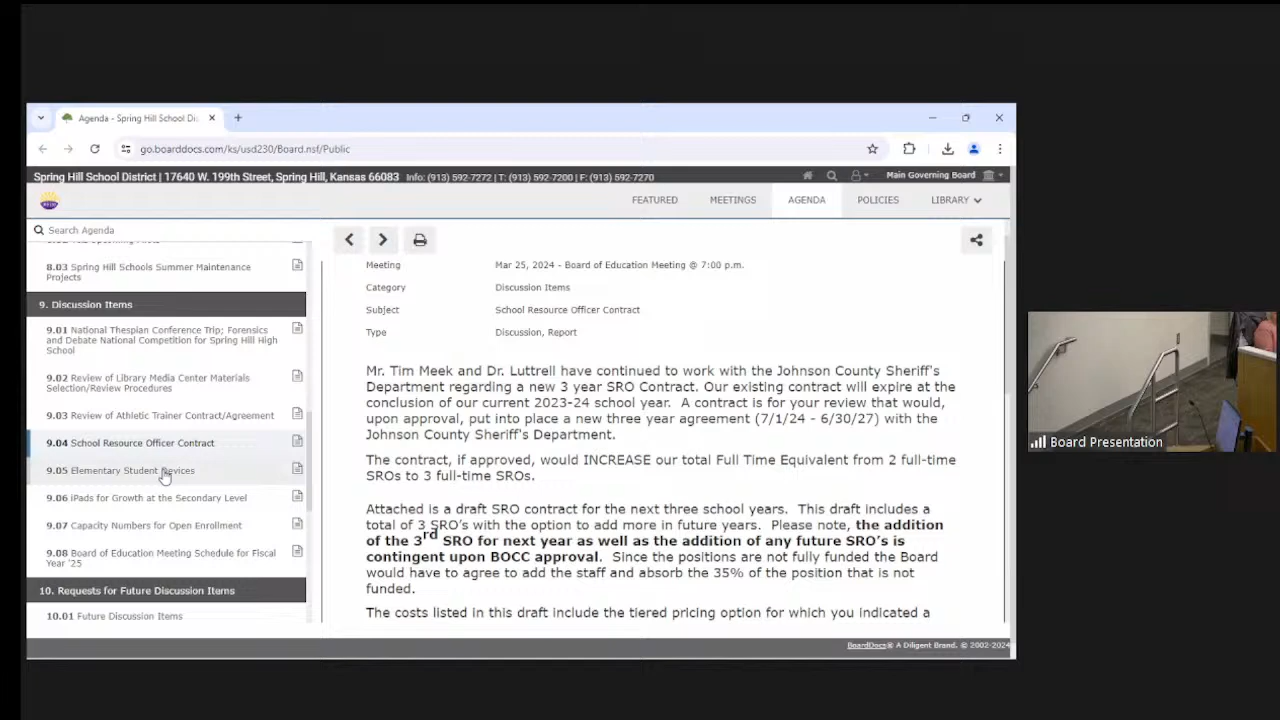 Agenda - Spring Hill School Di
go.boarddocs.com/ks/usd230/Board.nsf/Public
Spring Hill School District | 17640 W. 199th Street, Spring Hill, Kansas 66083 Info: (913) 592-7272 | T: (913) 592-7200 | F: (913) 592-7270
Main Governing Board
FEATURED MEETINGS AGENDA POLICIES LIBRARY
Search Agenda
8.03 Spring Hill Schools Summer Maintenance
Projects
9. Discussion Items
9.01 National Thespian Conference Trip; Forensics
and Debate National Competition for Spring Hill High
School
9.02 Review of Library Media Center Materials
Selection/Review Procedures
9.03 Review of Athletic Trainer Contract/Agreement
9.04 School Resource Officer Contract
9.05 Elementary Student Devices
9.06 iPads for Growth at the Secondary Level
9.07 Capacity Numbers for Open Enrollment
9.08 Board of Education Meeting Schedule for Fiscal
Year '25
10. Requests for Future Discussion Items
10.01 Future Discussion Items
Meeting Mar 25, 2024 - Board of Education Meeting @ 7:00 p.m.
Category Discussion Items
Subject School Resource Officer Contract
Type Discussion, Report
Mr. Tim Meek and Dr. Luttrell have continued to work with the Johnson County Sheriff's
Department regarding a new 3 year SRO Contract. Our existing contract will expire at the
conclusion of our current 2023-24 school year. A contract is for your review that would,
upon approval, put into place a new three year agreement (7/1/24 - 6/30/27) with the
Johnson County Sheriff's Department.
The contract, if approved, would INCREASE our total Full Time Equivalent from 2 full-time
SROs to 3 full-time SROs.
Attached is a draft SRO contract for the next three school years. This draft includes a
total of 3 SRO's with the option to add more in future years. Please note, the addition
of the 3rd SRO for next year as well as the addition of any future SRO's is
contingent upon BOCC approval. Since the positions are not fully funded the Board
would have to agree to add the staff and absorb the 35% of the position that is not
funded.
The costs listed in this draft include the tiered pricing option for which you indicated a
BoardDocs® A Diligent Brand. © 2002-2024
Board Presentation